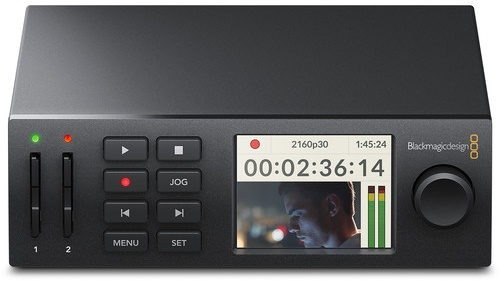 2160p30 1:45:24
00:02:36:14
Blackmagicdesign
JOG
1 2
MENU SET